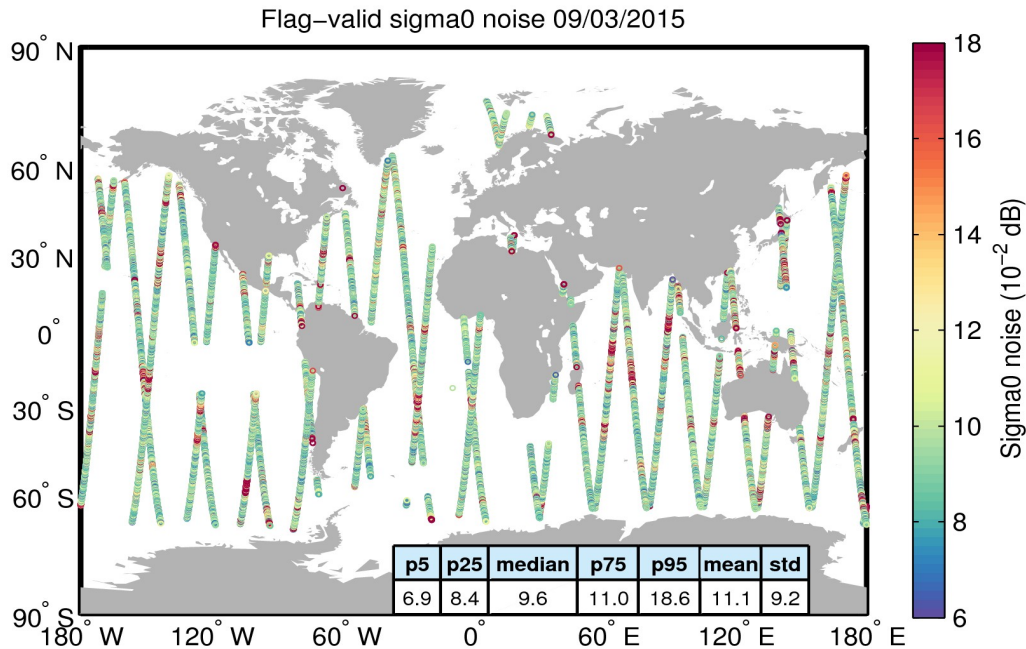 Flag-valid sigma0 noise 09/03/2015
90° N
60° N
30° N
0°
30° S
60° S
90° S
180° W
120° W
60° W
0°
60° E
120° E
180° E
p5 p25 median p75 p95 mean std
6.9 8.4 9.6 11.0 18.6 11.1 9.2
18
16
14
12
10
8
6
Sigma0 noise (10⁻² dB)